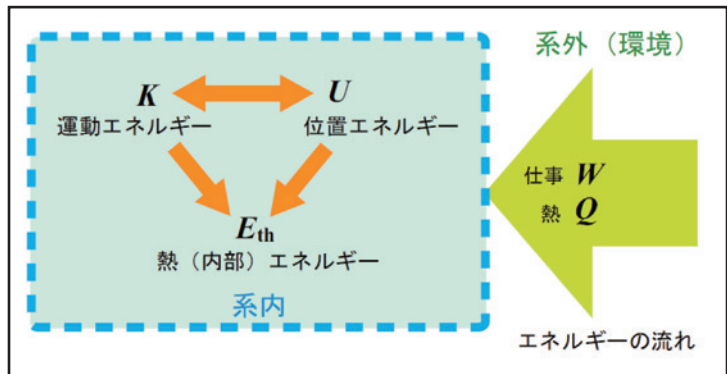 系外（環境）
K
U
運動エネルギー
位置エネルギー
仕事 W
熱 Q
Eth
熱（内部）エネルギー
系内
エネルギーの流れ